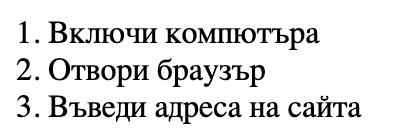 1. Включи компютъра
2. Отвори браузър
3. Въведи адреса на сайта